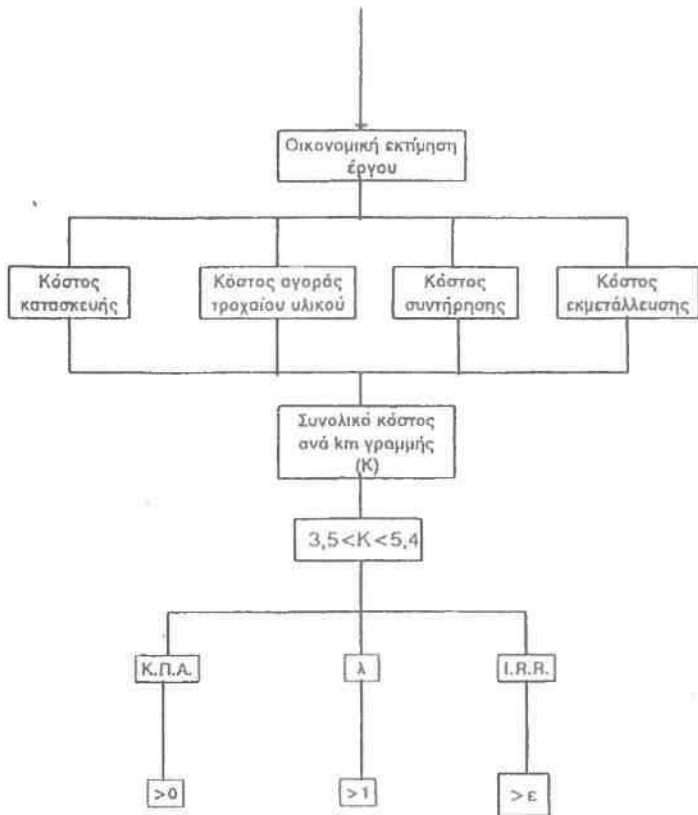 Οικονομική εκτίμηση
έργου
Κόστος
κατασκευής
Κόστος αγοράς
τροχαίου υλικού
Κόστος
συντήρησης
Κόστος
εκμετάλλευσης
Συνολικό κόστος
ανά km γραμμής
(Κ)
3,5<Κ<5,4
Κ.Π.Α.
λ
I.R.R.
>0
>1
>ε